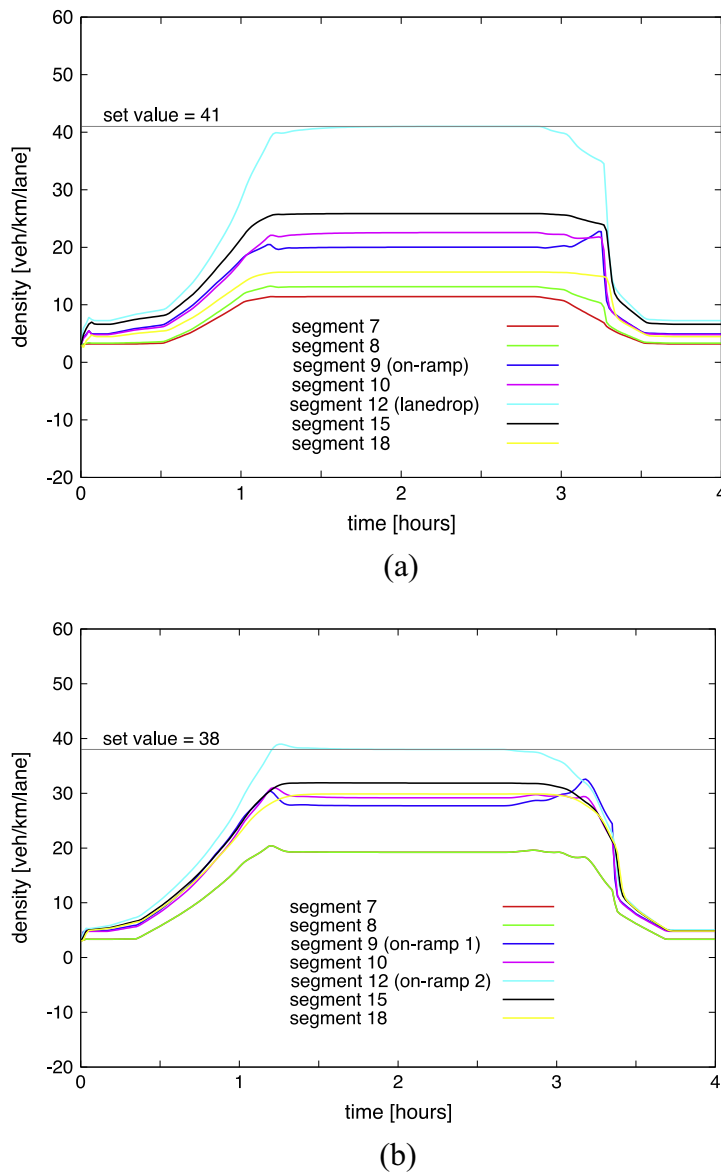 60
50
set value = 41
40
30
20
10
0
-10
-20
density [veh/km/lane]
segment 7
segment 8
segment 9 (on-ramp)
segment 10
segment 12 (lanedrop)
segment 15
segment 18
0 1 2 3 4
time [hours]
(a)
60
50
40
set value = 38
30
20
10
0
-10
-20
density [veh/km/lane]
segment 7
segment 8
segment 9 (on-ramp 1)
segment 10
segment 12 (on-ramp 2)
segment 15
segment 18
0 1 2 3 4
time [hours]
(b)